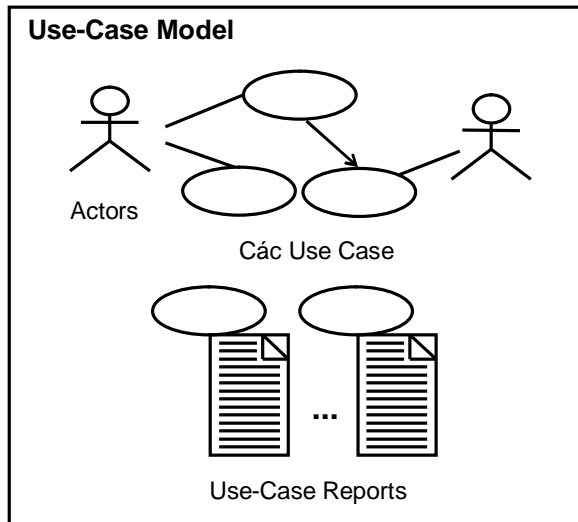 Use-Case Model
Actors
Các Use Case
...
Use-Case Reports